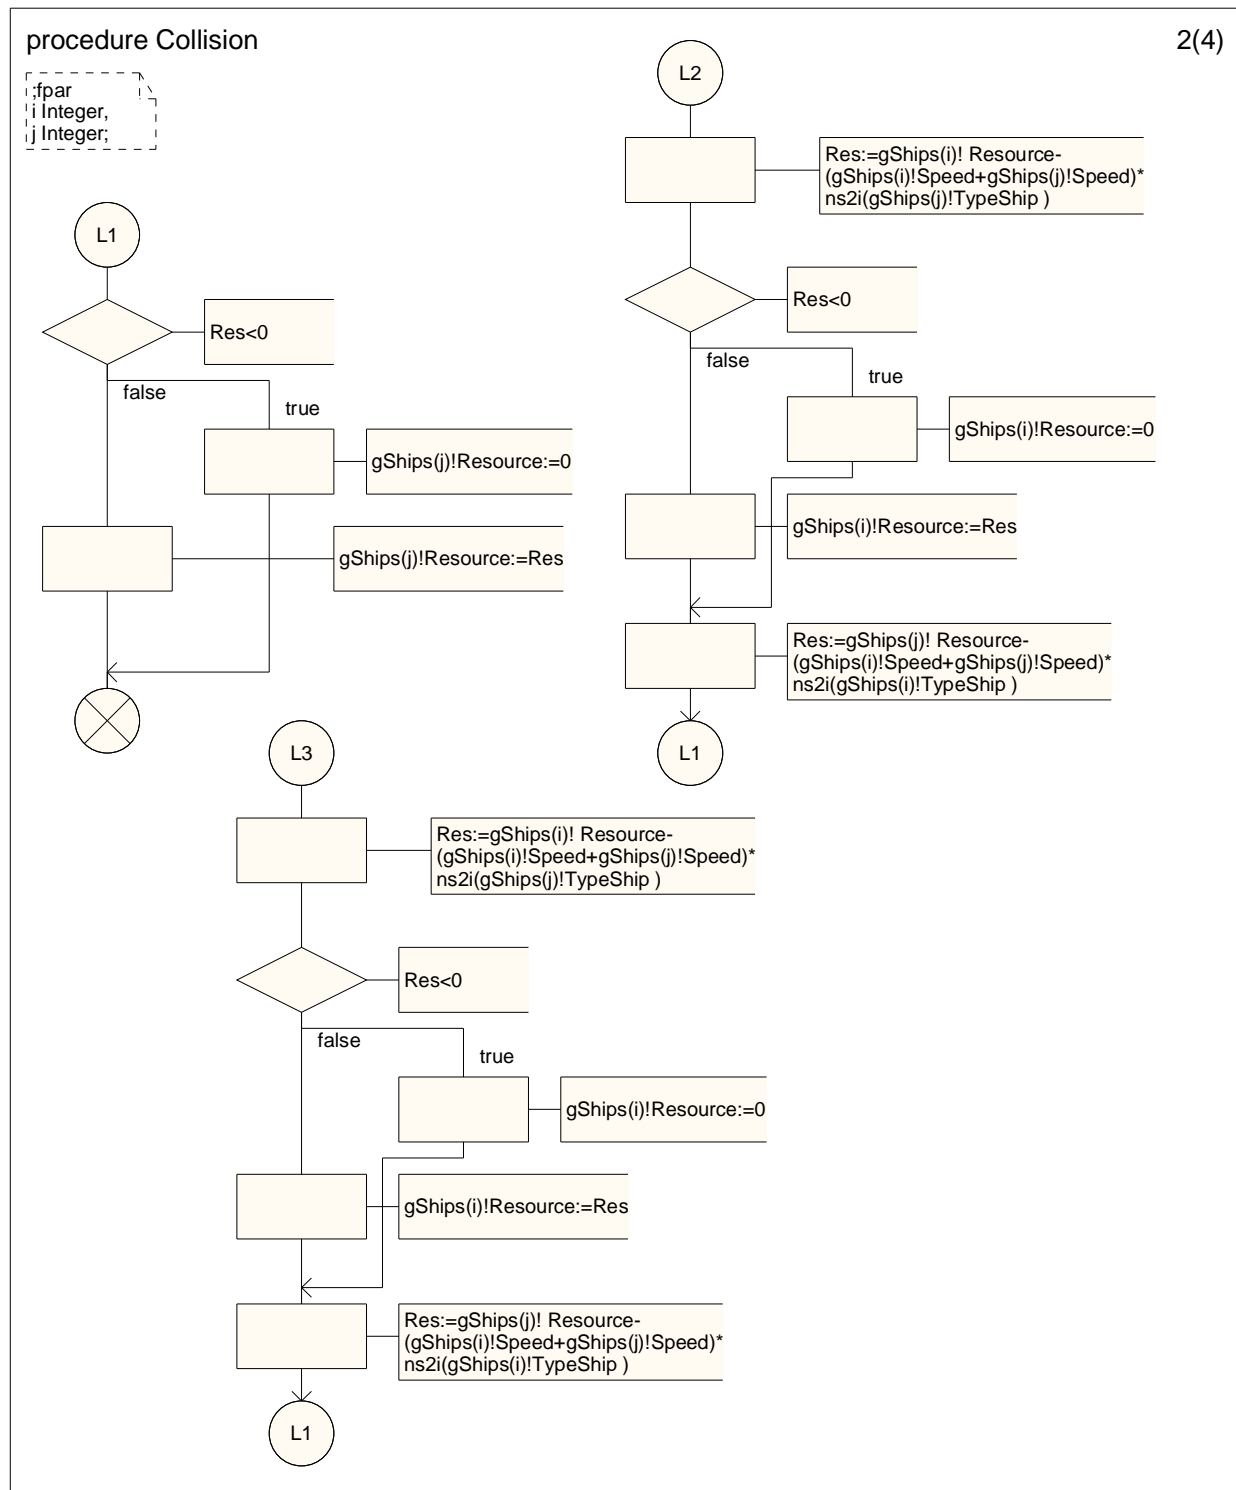 procedure Collision
2(4)
;fpar
i Integer,
j Integer;
L1
Res<0
false
true
gShips(j)!Resource:=0
gShips(j)!Resource:=Res
L2
Res:=gShips(i)! Resource-
(gShips(i)!Speed+gShips(j)!Speed)*
ns2i(gShips(j)!TypeShip )
Res<0
false
true
gShips(i)!Resource:=0
gShips(i)!Resource:=Res
Res:=gShips(j)! Resource-
(gShips(i)!Speed+gShips(j)!Speed)*
ns2i(gShips(i)!TypeShip )
L1
L3
Res:=gShips(i)! Resource-
(gShips(i)!Speed+gShips(j)!Speed)*
ns2i(gShips(j)!TypeShip )
Res<0
false
true
gShips(i)!Resource:=0
gShips(i)!Resource:=Res
Res:=gShips(j)! Resource-
(gShips(i)!Speed+gShips(j)!Speed)*
ns2i(gShips(i)!TypeShip )
L1